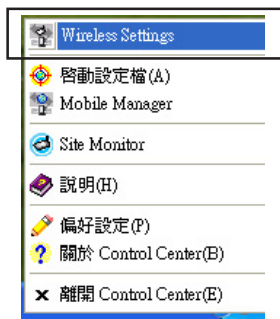 Wireless Settings
啓動設定檔(A)
Mobile Manager
Site Monitor
說明(H)
偏好設定(P)
關於 Control Center(B)
離開 Control Center(E)